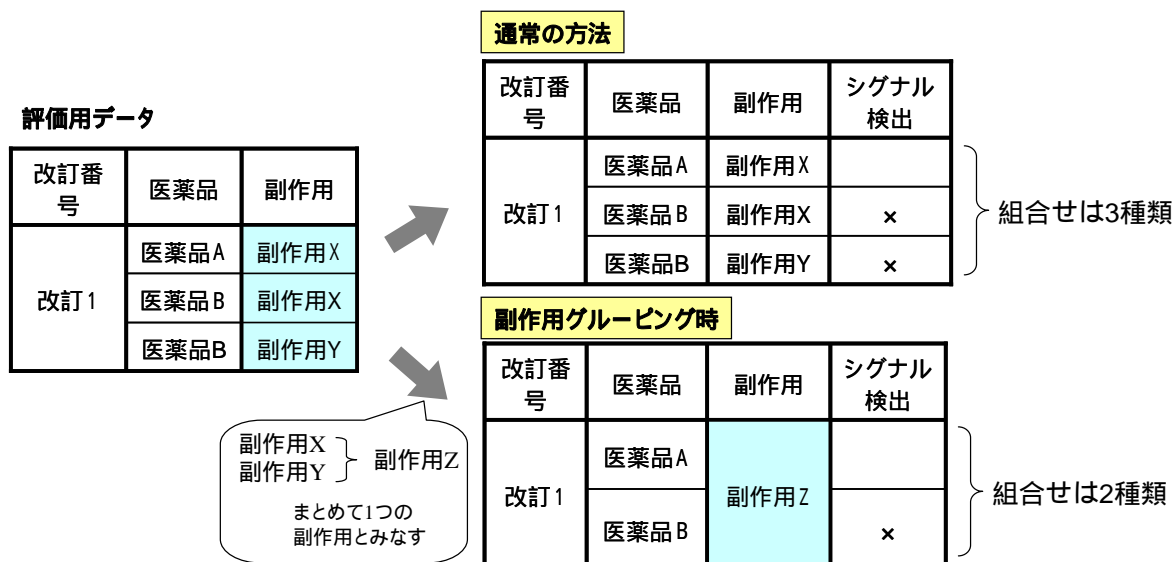 評価用データ
改訂番
号
医薬品
副作用
改訂1
医薬品A
副作用X
医薬品B
副作用X
医薬品B
副作用Y
通常の方法
改訂番
号
医薬品
副作用
シグナル
検出
改訂1
医薬品A
副作用X
医薬品B
副作用X
×
医薬品B
副作用Y
×
組合せは3種類
副作用グルーピング時
改訂番
号
医薬品
副作用
シグナル
検出
改訂1
医薬品A
副作用Z
医薬品B
×
組合せは2種類
副作用X
副作用Y
副作用Z
まとめて1つの
副作用とみなす